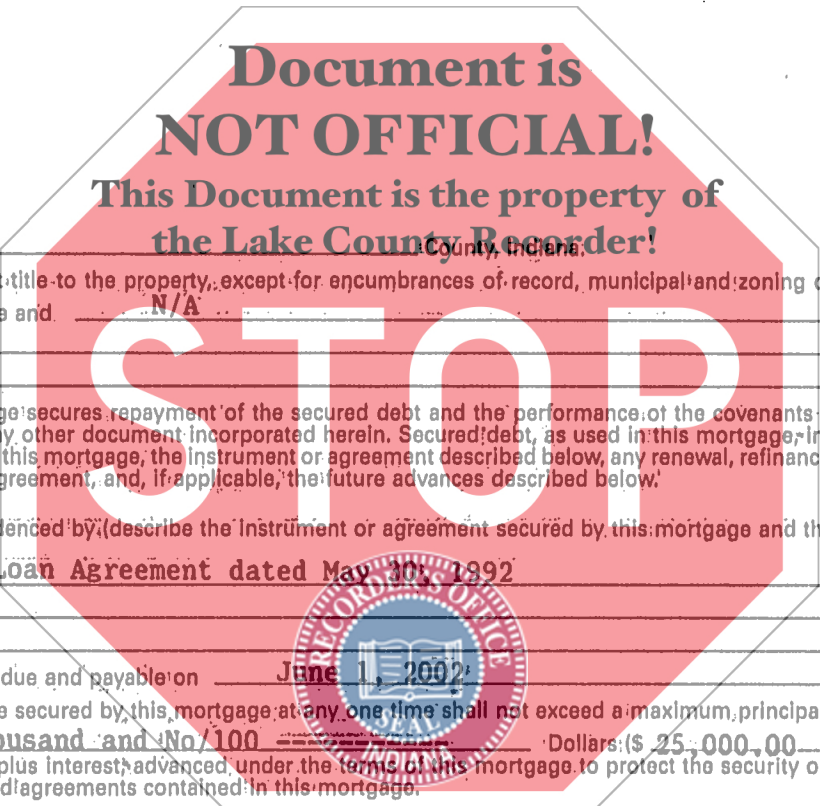 Document is
NOT OFFICIAL!
This Document is the property of
the Lake County Recorder!
County, Indiana.
title to the property, except for encumbrances of record, municipal and zoning
and N/A
STOP
secures repayment of the secured debt and the performance of the covenants
other document incorporated herein. Secured debt, as used in this mortgage,
this mortgage, the instrument or agreement described below, any renewal,
and, if applicable, the future advances described below.
by (describe the instrument or agreement secured by this mortgage and
Loan Agreement dated May 30, 1992
RECORDER'S OFFICE
due and payable on June 1, 2002
secured by this mortgage at any one time shall not exceed a maximum
SEAL
and No/100 ---------------- Dollars ($ 25,000.00
INDIANA
plus interest, advanced under the terms of this mortgage to protect the security
agreements contained in this mortgage.